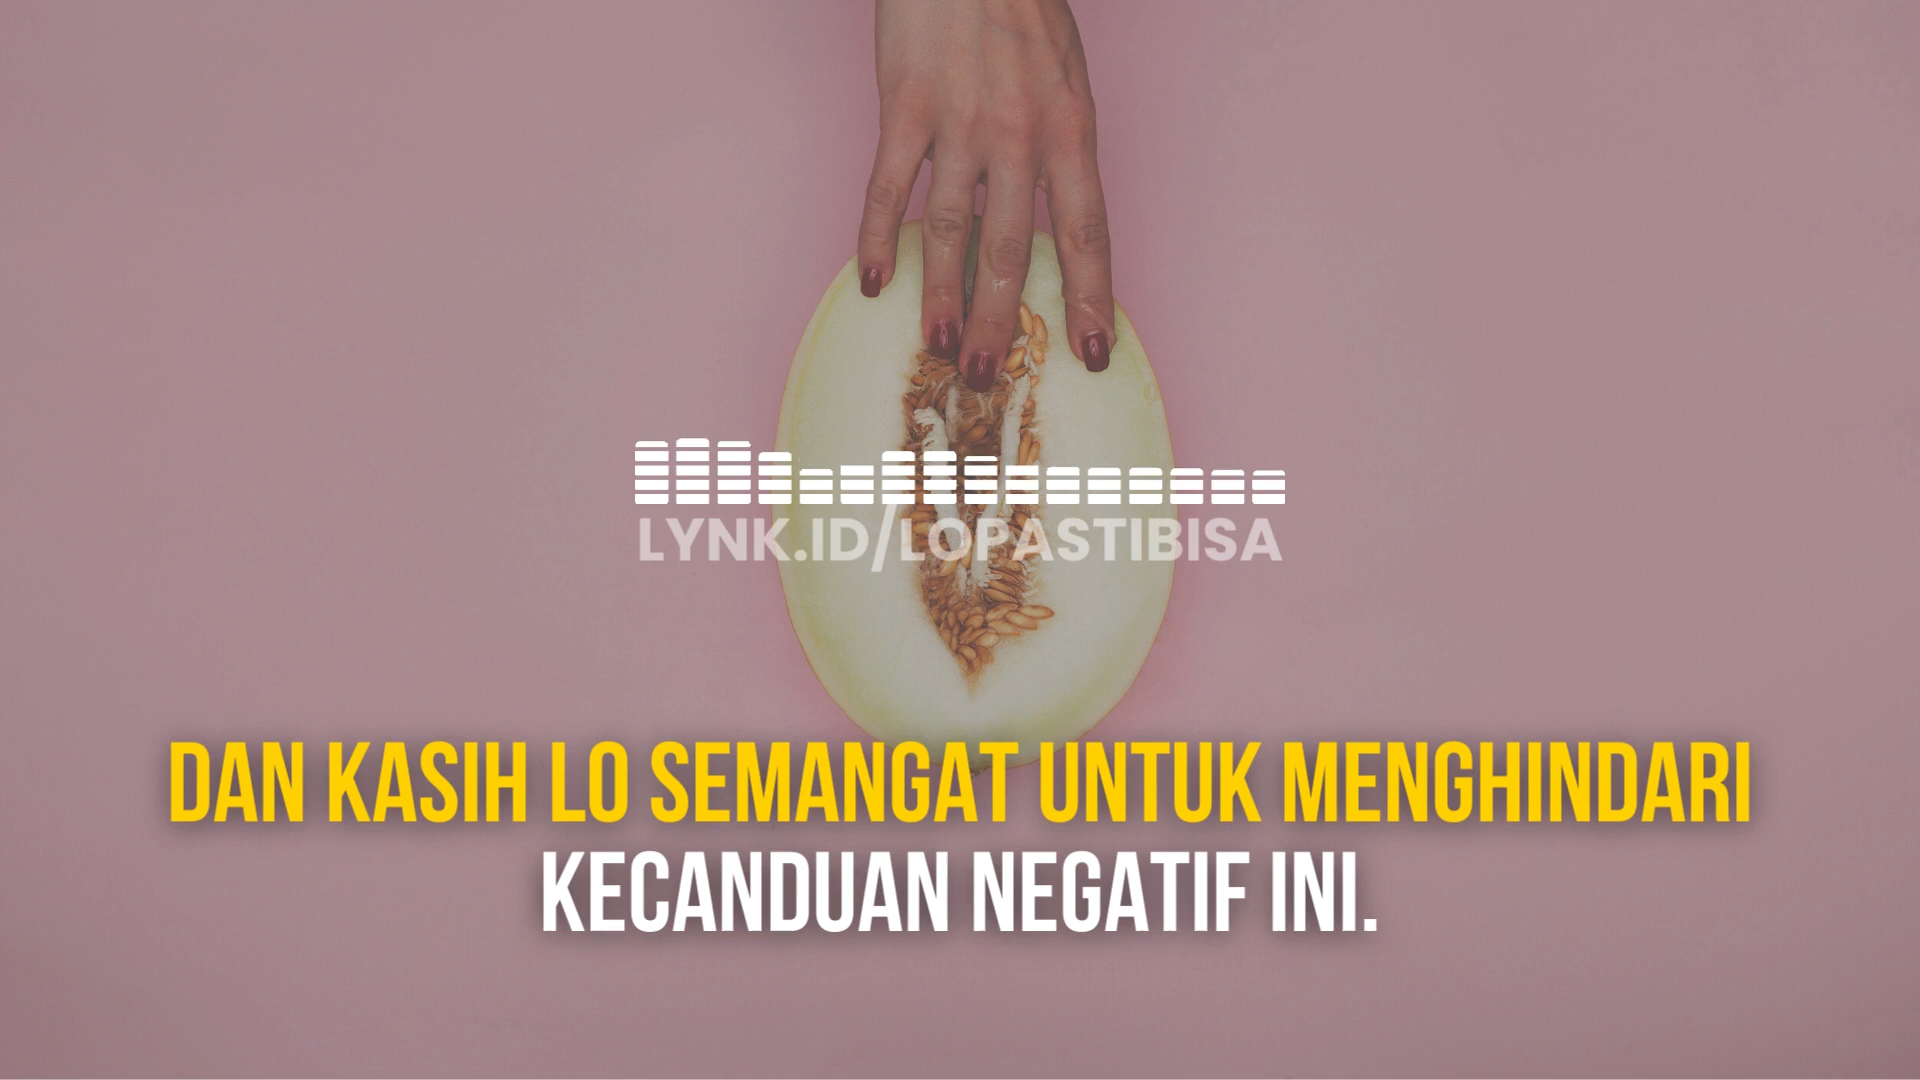 LYNK.ID/LOPASTIBISA
DAN KASIH LO SEMANGAT UNTUK MENGHINDARI
KECANDUAN NEGATIF INI.